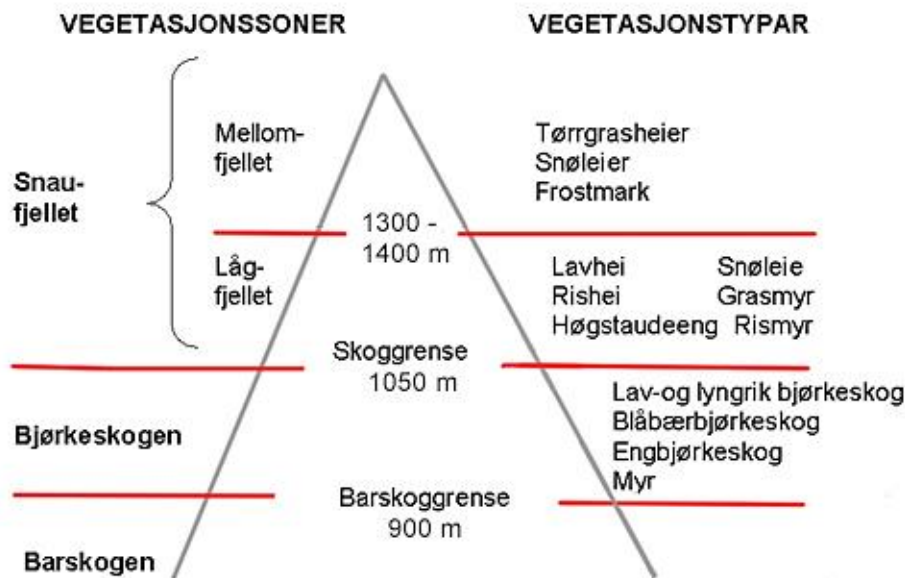 VEGETASJONSSONER
VEGETASJONSTYPAR
Mellom-
fjellet
Tørrgrasheier
Snøleier
Frostmark
Snau-
fjellet
1300 -
1400 m
Låg-
fjellet
Lavhei Snøleie
Rishei Grasmyr
Høgstaudeeng Rismyr
Skoggrense
1050 m
Lav-og lyngrik bjørkeskog
Blåbærbjørkeskog
Engbjørkeskog
Myr
Bjørkeskogen
Barskoggrense
900 m
Barskogen